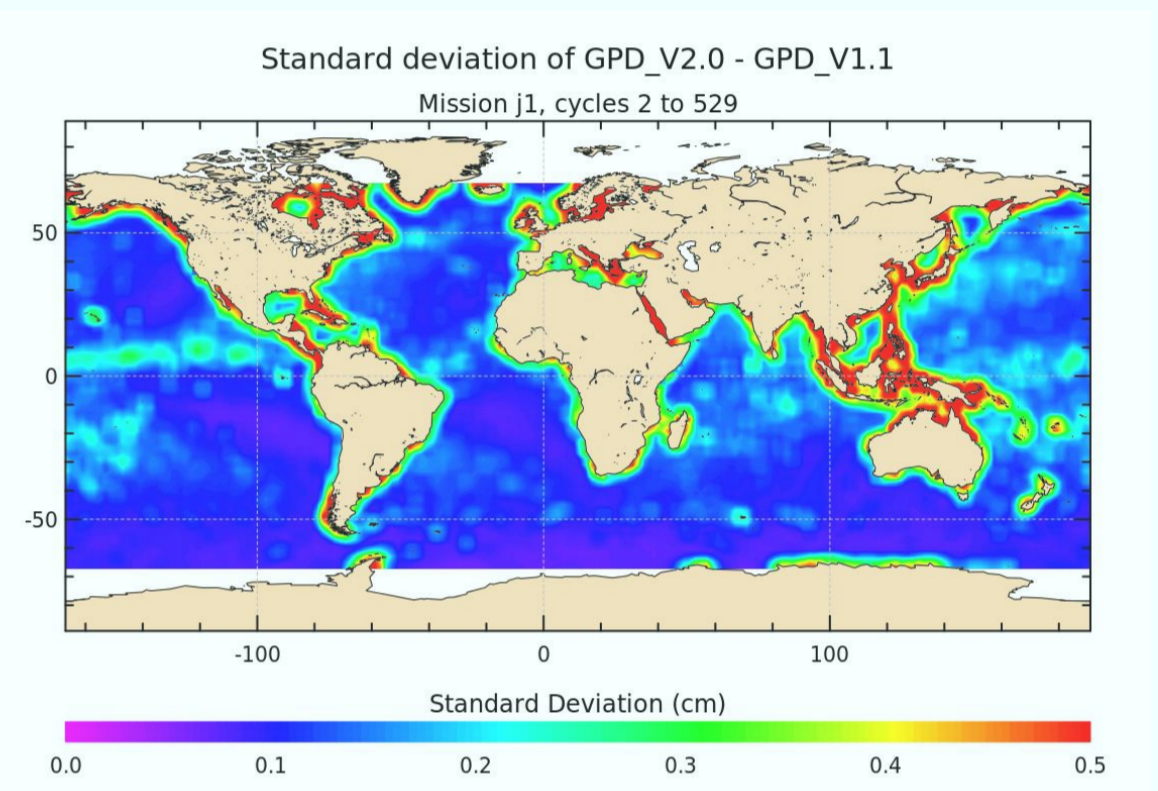 Standard deviation of GPD_V2.0 - GPD_V1.1
Mission j1, cycles 2 to 529
50
0
-50
-100 0 100
Standard Deviation (cm)
0.0 0.1 0.2 0.3 0.4 0.5